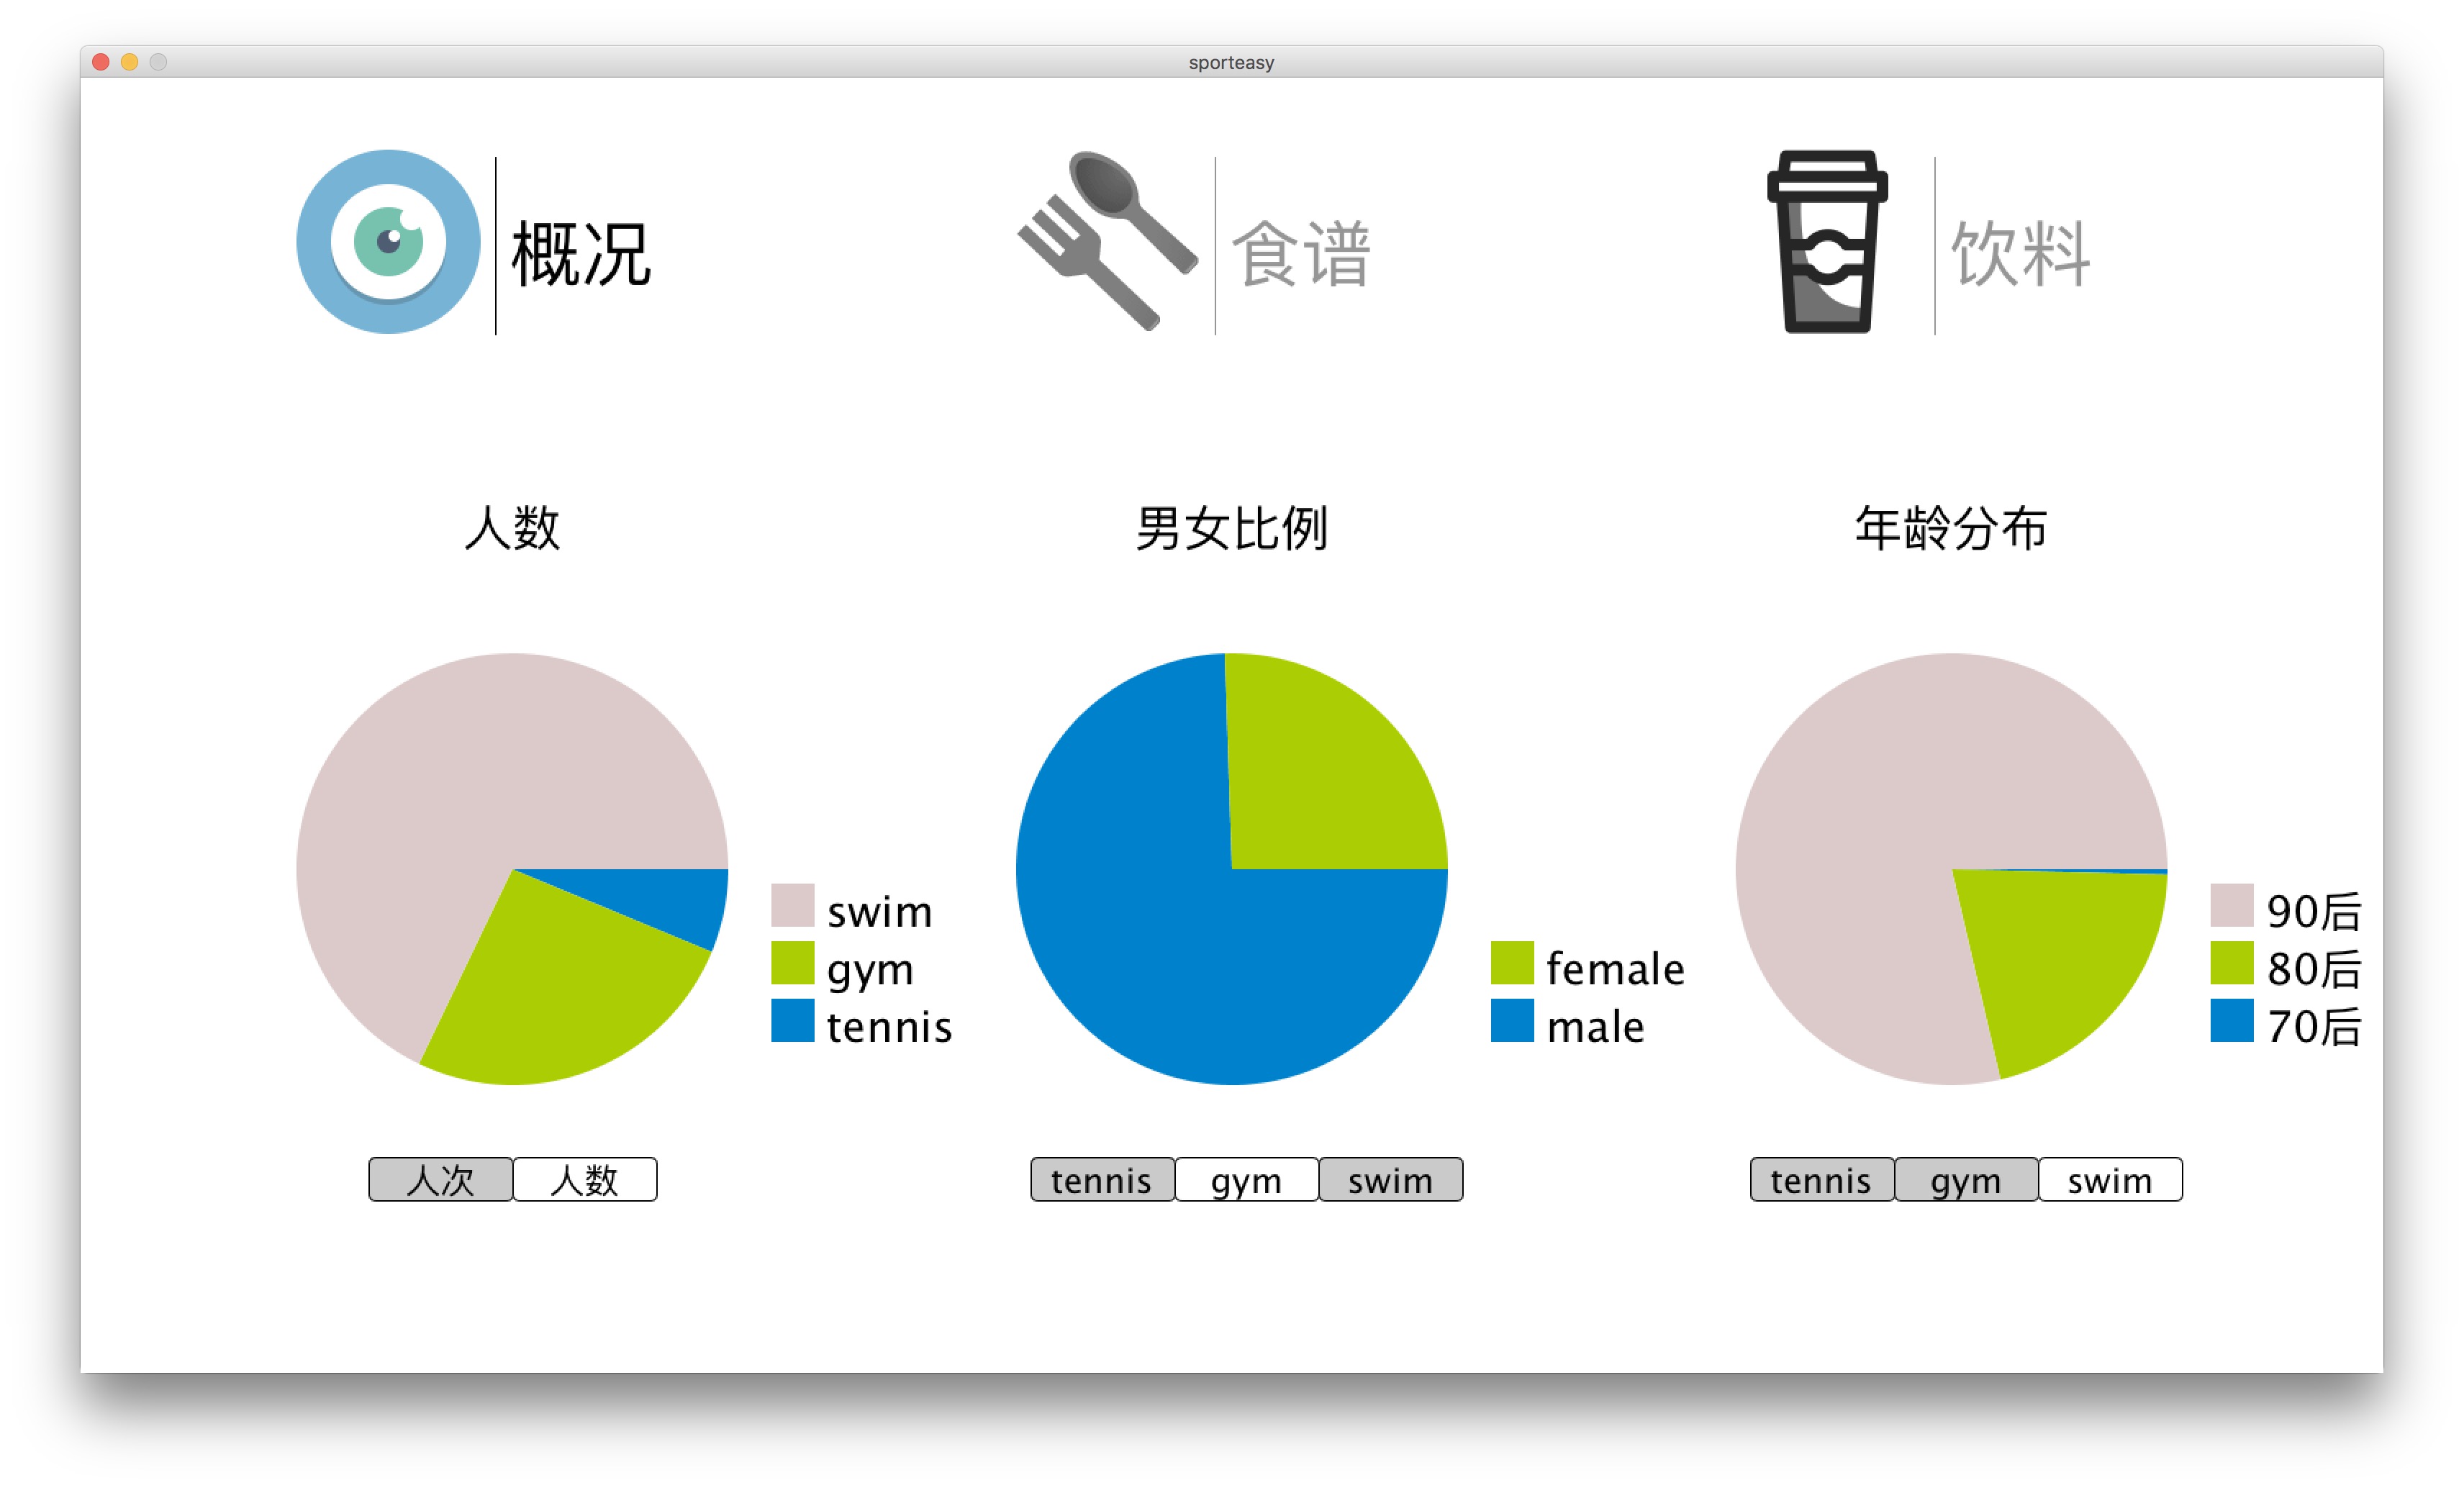 sporteasy
概况
食谱
饮料
人数
男女比例
年龄分布
swim
gym
tennis
female
male
90后
80后
70后
人次 人数
tennis gym swim
tennis gym swim